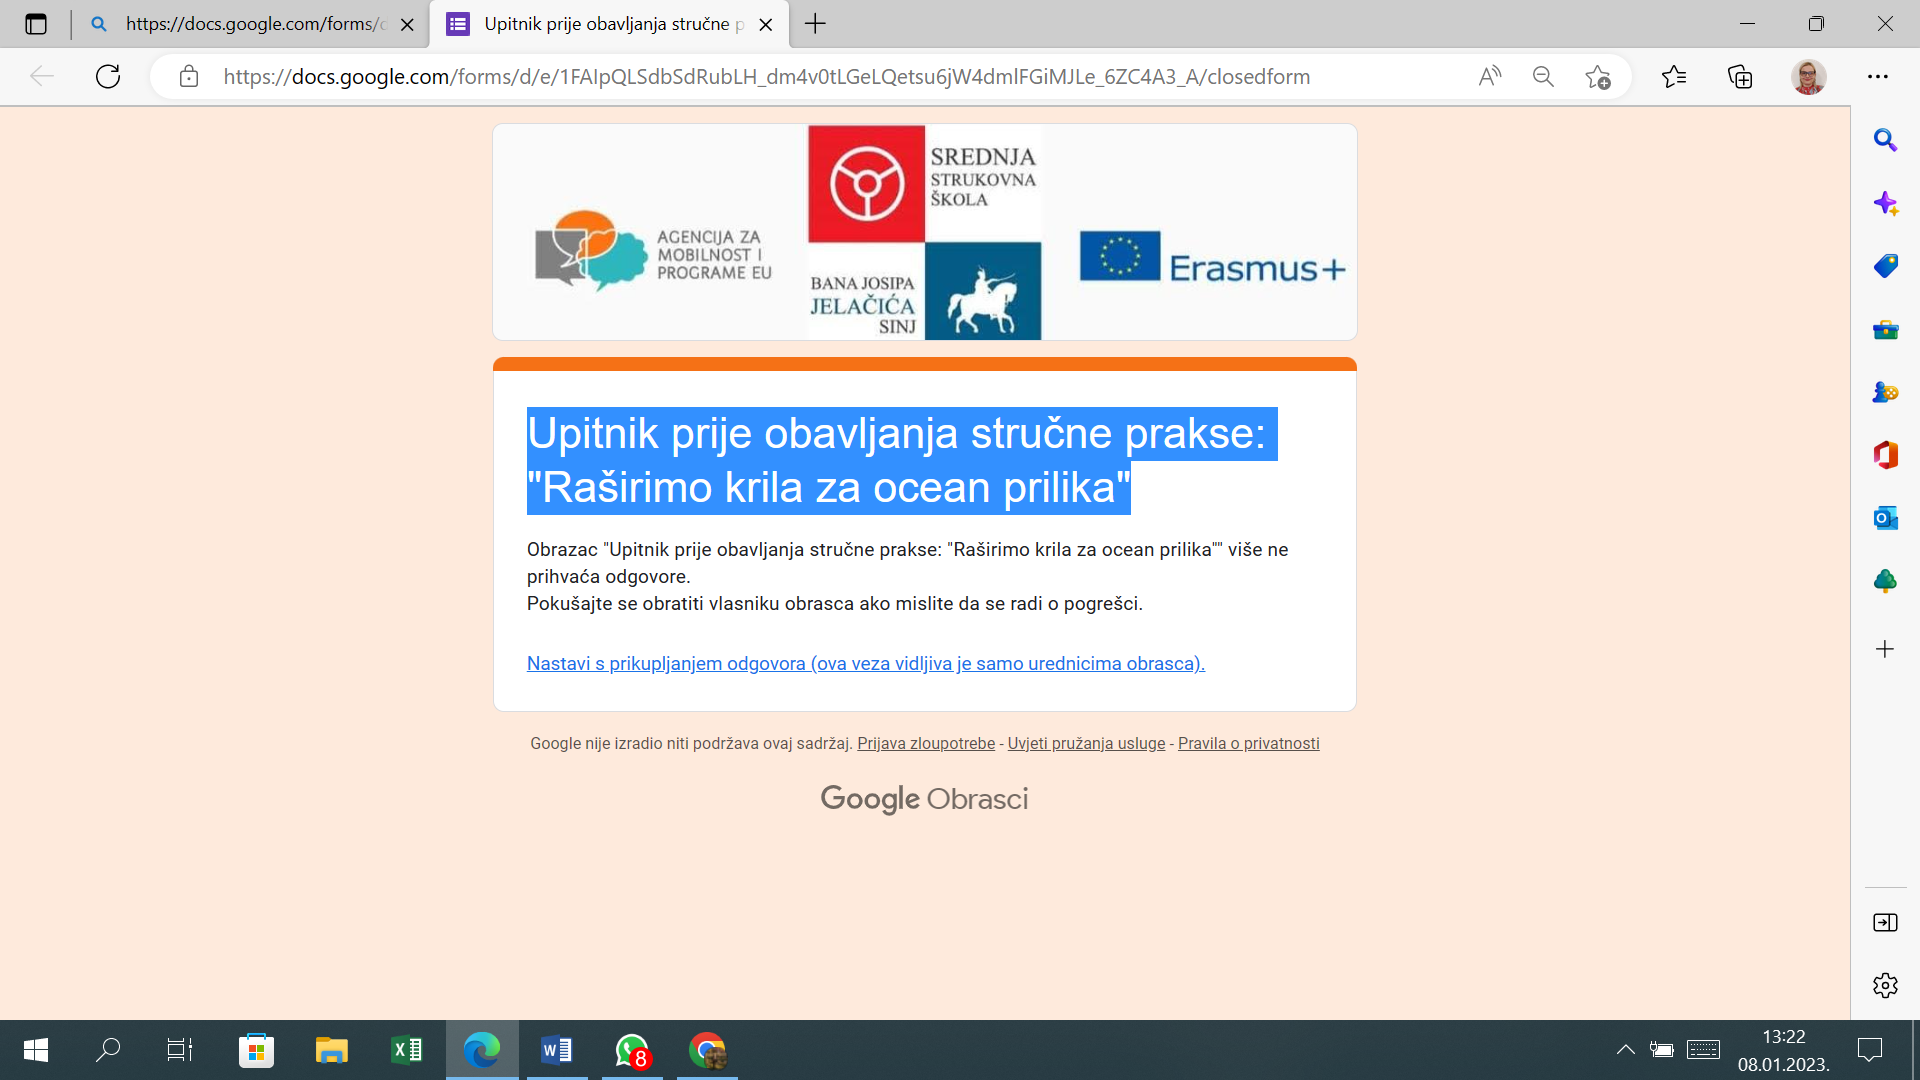 https://docs.google.com/forms/
Upitnik prije obavljanja stručne p
https://docs.google.com/forms/d/e/1FAIpQLSdbSdRubLH_dm4v0tLGeLQetsu6jW4dmlFGiMJLe_6ZC4A3_A/closedform
AGENCIJA ZA
MOBILNOST I
PROGRAME EU
SREDNJA
STRUKOVNA
ŠKOLA
BANA JOSIPA
JELAČIĆA
SINJ
Erasmus+
Upitnik prije obavljanja stručne prakse:
"Raširimo krila za ocean prilika"
Obrazac "Upitnik prije obavljanja stručne prakse: "Raširimo krila za ocean prilika"" više ne
prihvaća odgovore.
Pokušajte se obratiti vlasniku obrasca ako mislite da se radi o pogrešci.
Nastavi s prikupljanjem odgovora (ova veza vidljiva je samo urednicima obrasca).
Google nije izradio niti podržava ovaj sadržaj. Prijava zloupotrebe - Uvjeti pružanja usluge - Pravila o privatnosti
Google Obrasci
8
13:22
08.01.2023.